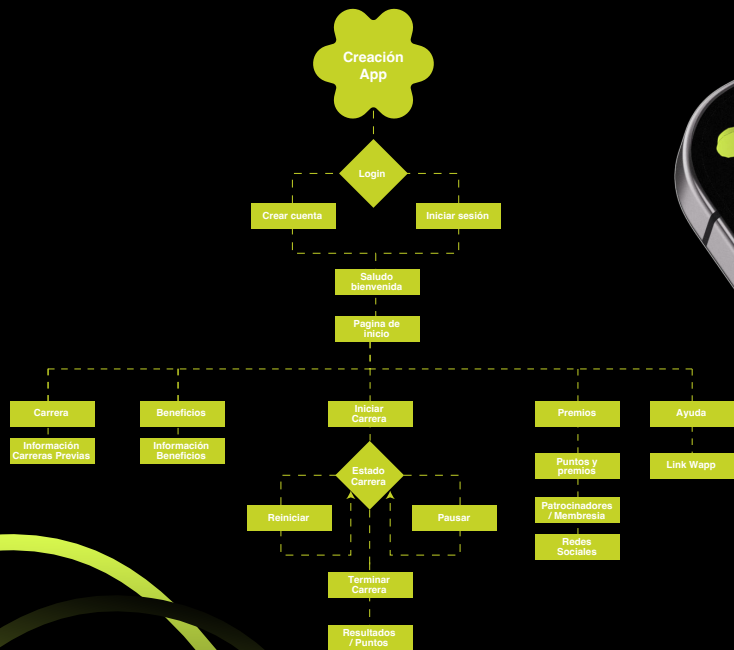 Creación
App
Login
Crear cuenta
Iniciar sesión
Saludo
bienvenida
Pagina de
inicio
Carrera
Beneficios
Iniciar
Carrera
Premios
Ayuda
Información
Carreras Previas
Información
Beneficios
Estado
Carrera
Puntos y
premios
Link Wapp
Reiniciar
Pausar
Patrocinadores
/ Membresía
Redes
Sociales
Terminar
Carrera
Resultados
/ Puntos